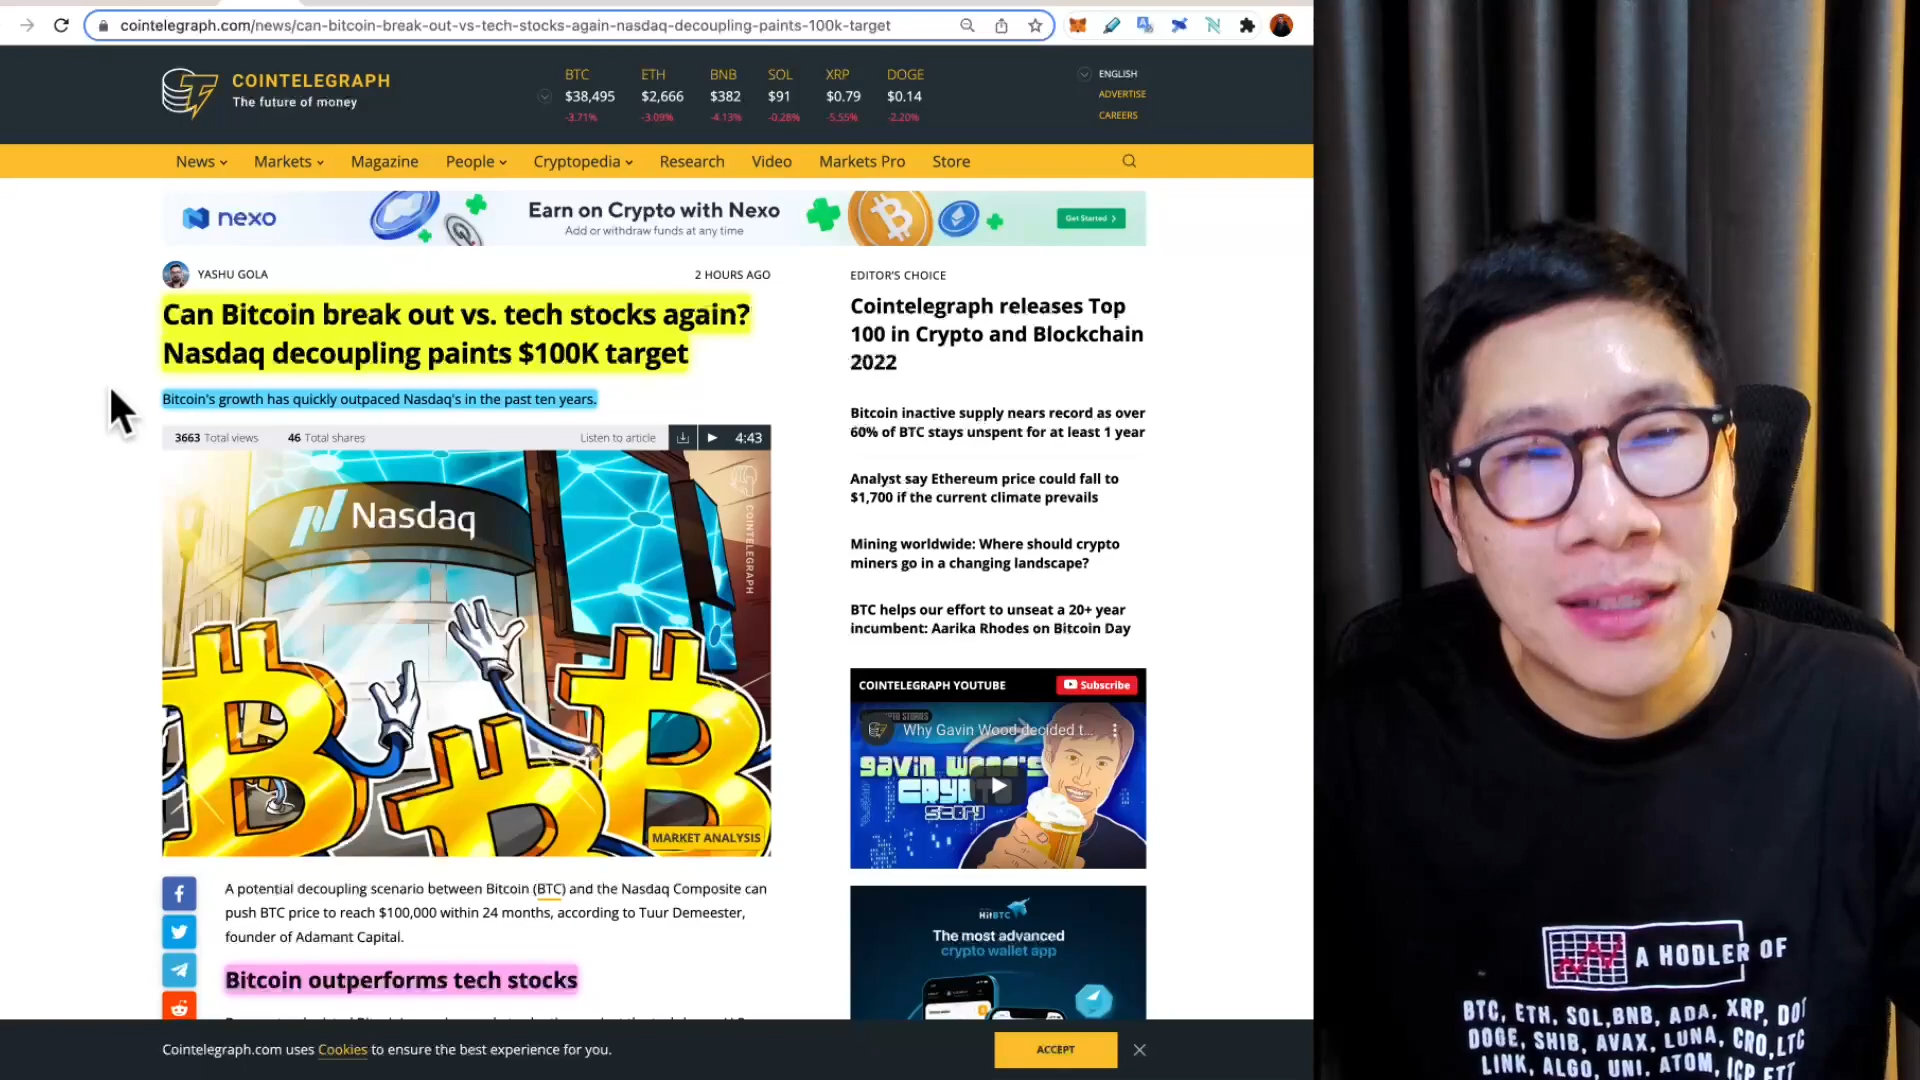 cointelegraph.com/news/can-bitcoin-break-out-vs-tech-stocks-again-nasdaq-decoupling-paints-100k-target
COINTELEGRAPH
The future of money
BTC ETH BNB SOL XRP DOGE
$38,495 $2,666 $382 $91 $0.79 $0.14
-3.71% -3.09% -4.13% -0.28% -5.55% -2.20%
ENGLISH
ADVERTISE
CAREERS
News Markets Magazine People Cryptopedia Research Video Markets Pro Store
nexo
Earn on Crypto with Nexo
Add or withdraw funds at any time
Get Started
YASHU GOLA
2 HOURS AGO
Can Bitcoin break out vs. tech stocks again?
Nasdaq decoupling paints $100K target
Bitcoin's growth has quickly outpaced Nasdaq's in the past ten years.
3663 Total views 46 Total shares Listen to article 4:43
Nasdaq
COINTELEGRAPH
MARKET ANALYSIS
A potential decoupling scenario between Bitcoin (BTC) and the Nasdaq Composite can
push BTC price to reach $100,000 within 24 months, according to Tuur Demeester,
founder of Adamant Capital.
Bitcoin outperforms tech stocks
EDITOR'S CHOICE
Cointelegraph releases Top
100 in Crypto and Blockchain
2022
Bitcoin inactive supply nears record as over
60% of BTC stays unspent for at least 1 year
Analyst say Ethereum price could fall to
$1,700 if the current climate prevails
Mining worldwide: Where should crypto
miners go in a changing landscape?
BTC helps our effort to unseat a 20+ year
incumbent: Aarika Rhodes on Bitcoin Day
COINTELEGRAPH YOUTUBE
Subscribe
Why Gavin Wood decided t...
gavin wood's
CRYPTO
story
HitBTC
The most advanced
crypto wallet app
Cointelegraph.com uses Cookies to ensure the best experience for you.
ACCEPT
A HODLER OF
BTC, ETH, SOL,BNB, ADA, XRP, DOT
DOGE, SHIB, AVAX, LUNA, CRO,LTC
LINK, ALGO, UNI, ATOM, ICP